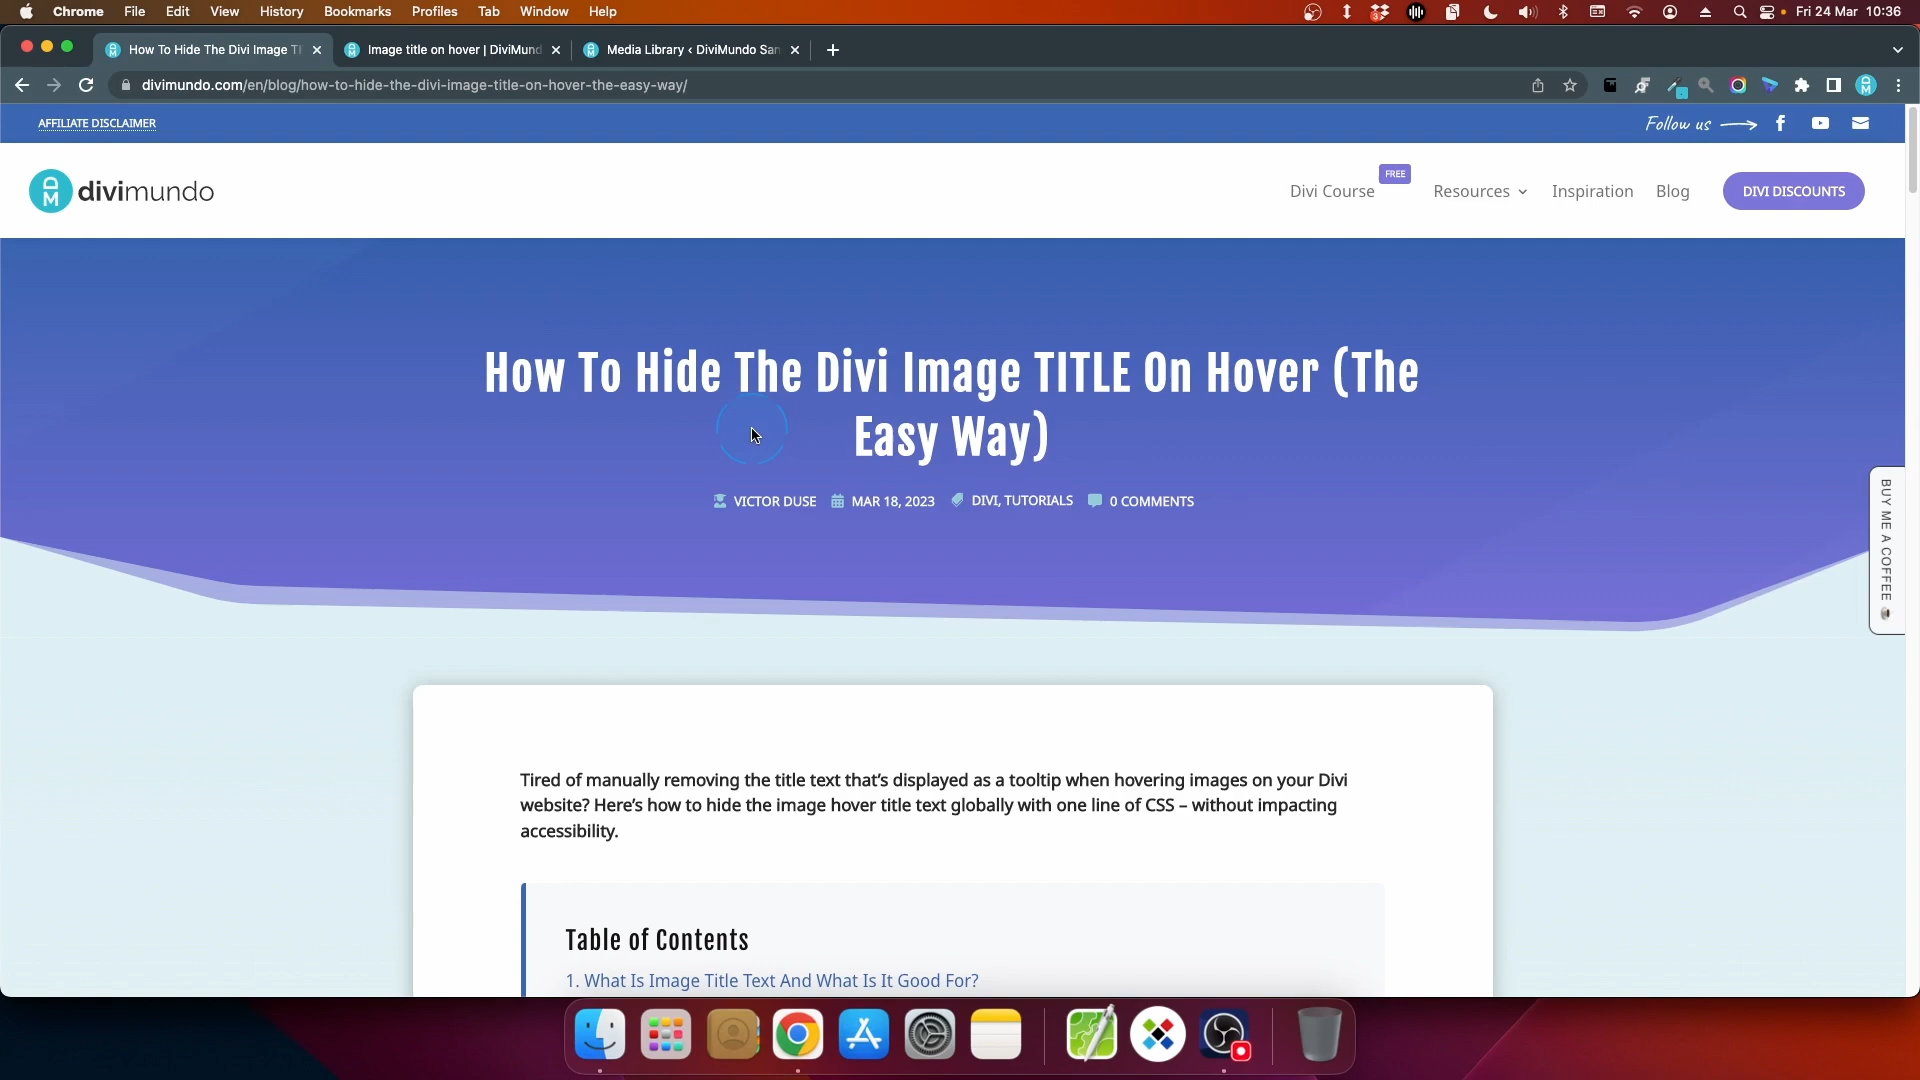 Chrome File Edit View History Bookmarks Profiles Tab Window Help
3
Fri 24 Mar 10:36
How To Hide The Divi Image Ti
Image title on hover | DiviMund
Media Library ‹ DiviMundo San
divimundo.com/en/blog/how-to-hide-the-divi-image-title-on-hover-the-easy-way/
AFFILIATE DISCLAIMER
Follow us
DM divimundo
Divi Course
FREE
Resources
Inspiration
Blog
DIVI DISCOUNTS
How To Hide The Divi Image TITLE On Hover (The
Easy Way)
VICTOR DUSE MAR 18, 2023 DIVI, TUTORIALS 0 COMMENTS
BUY ME A COFFEE
Tired of manually removing the title text that’s displayed as a tooltip when hovering images on your Divi
website? Here’s how to hide the image hover title text globally with one line of CSS – without impacting
accessibility.
Table of Contents
1. What Is Image Title Text And What Is It Good For?